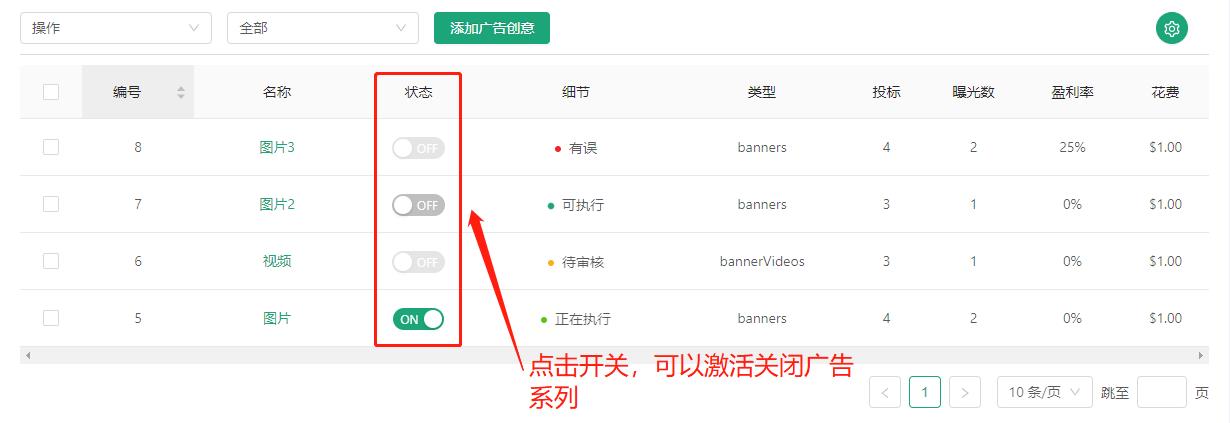 操作 全部 添加广告创意
编号 名称 状态 细节 类型 投标 曝光数 盈利率 花费
8 图片3 OFF 有误 banners 4 2 25% $1.00
7 图片2 OFF 可执行 banners 3 1 0% $1.00
6 视频 OFF 待审核 bannerVideos 3 1 0% $1.00
5 图片 ON 正在执行 banners 4 2 0% $1.00
点击开关，可以激活关闭广告
系列
1 10 条/页 跳至 页